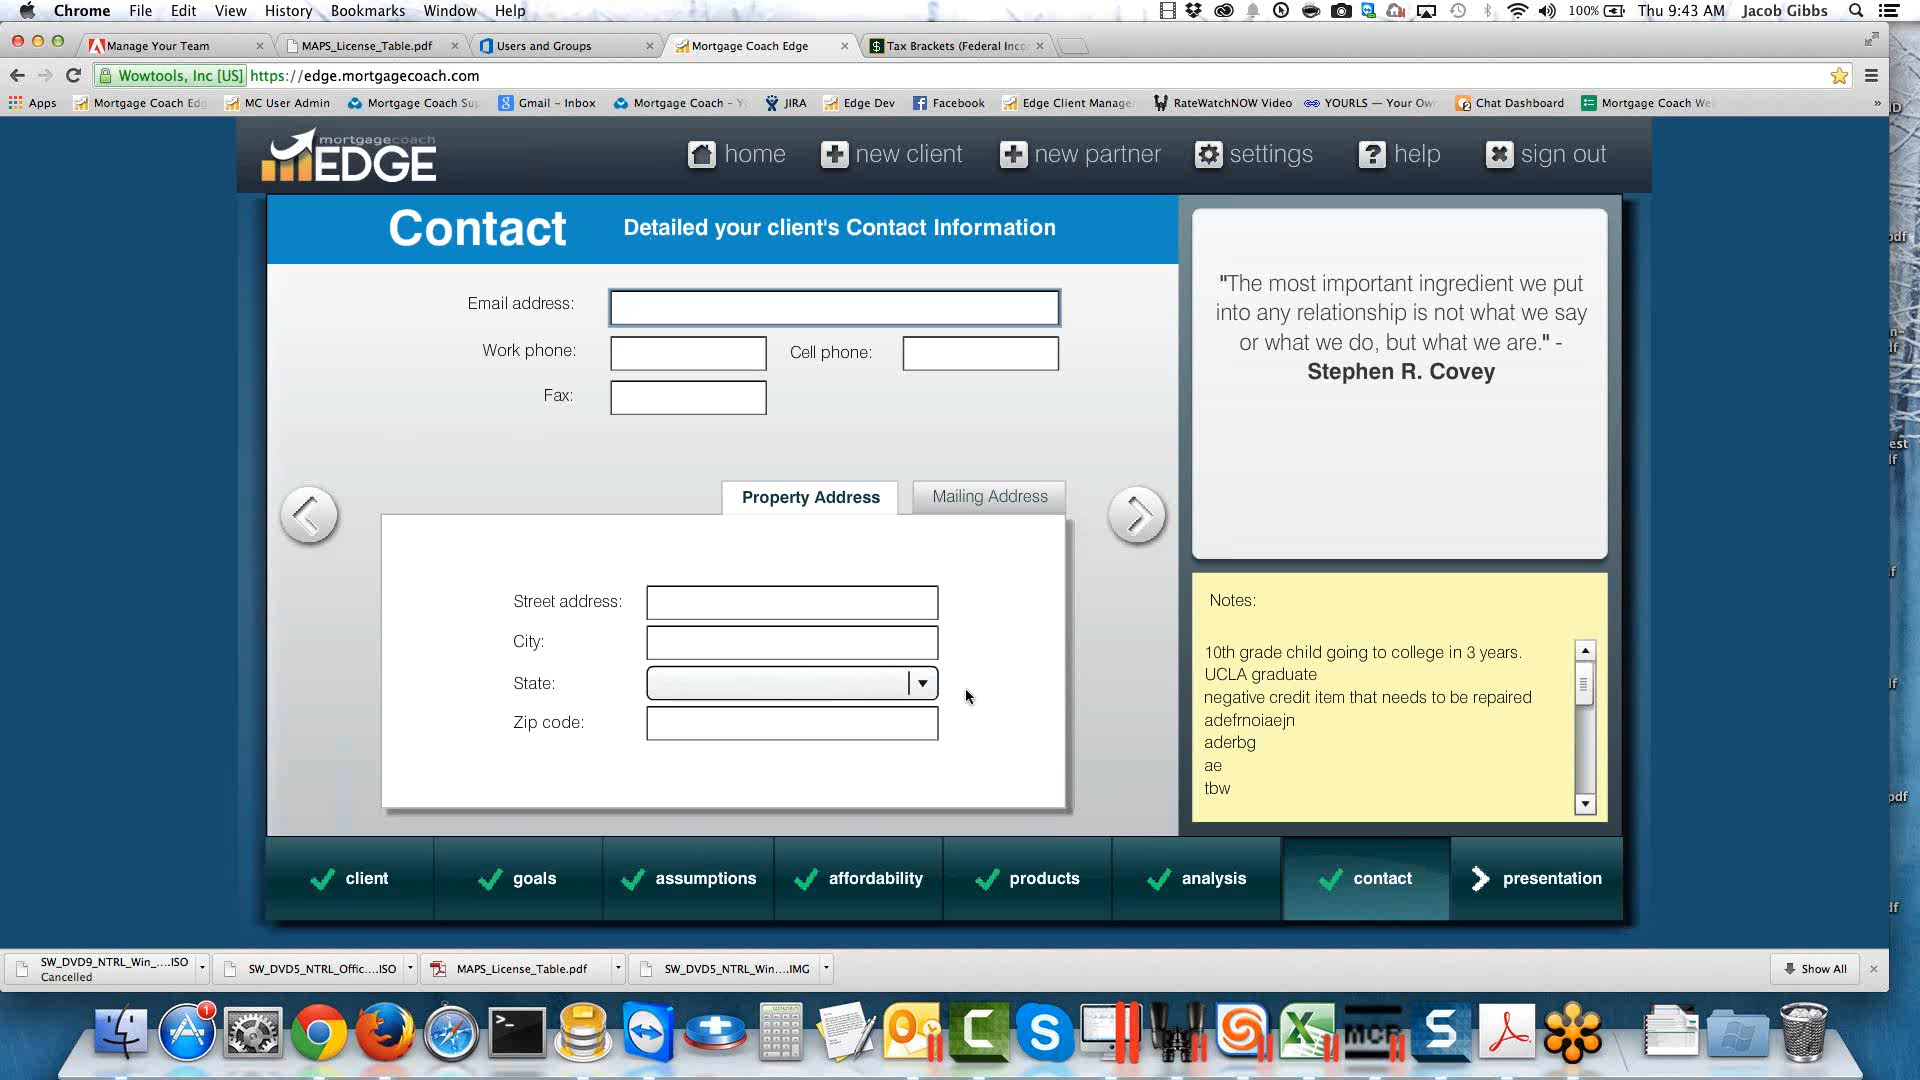 Chrome File Edit View History Bookmarks Window Help 100% Thu 9:43 AM Jacob Gibbs
Manage Your Team MAPS_License_Table.pdf Users and Groups Mortgage Coach Edge Tax Brackets (Federal Inco
Wowtools, Inc [US] https://edge.mortgagecoach.com
Apps Mortgage Coach Edg MC User Admin Mortgage Coach Su Gmail - Inbox Mortgage Coach - Y JIRA Edge Dev Facebook Edge Client Manage RateWatchNOW Video YOURLS — Your Own Chat Dashboard Mortgage Coach We »
mortgagecoach
EDGE
home new client new partner settings help sign out
Contact Detailed your client's Contact Information
Email address:
Work phone: Cell phone:
Fax:
Property Address Mailing Address
Street address:
City:
State:
Zip code:
"The most important ingredient we put
into any relationship is not what we say
or what we do, but what we are." -
Stephen R. Covey
Notes:
10th grade child going to college in 3 years.
UCLA graduate
negative credit item that needs to be repaired
adefrnoiaejn
aderbg
ae
tbw
client goals assumptions affordability products analysis contact presentation
SW_DVD9_NTRL_Win_....ISO
Cancelled
SW_DVD5_NTRL_Offic....ISO MAPS_License_Table.pdf SW_DVD5_NTRL_Win....IMG Show All
1
MCR